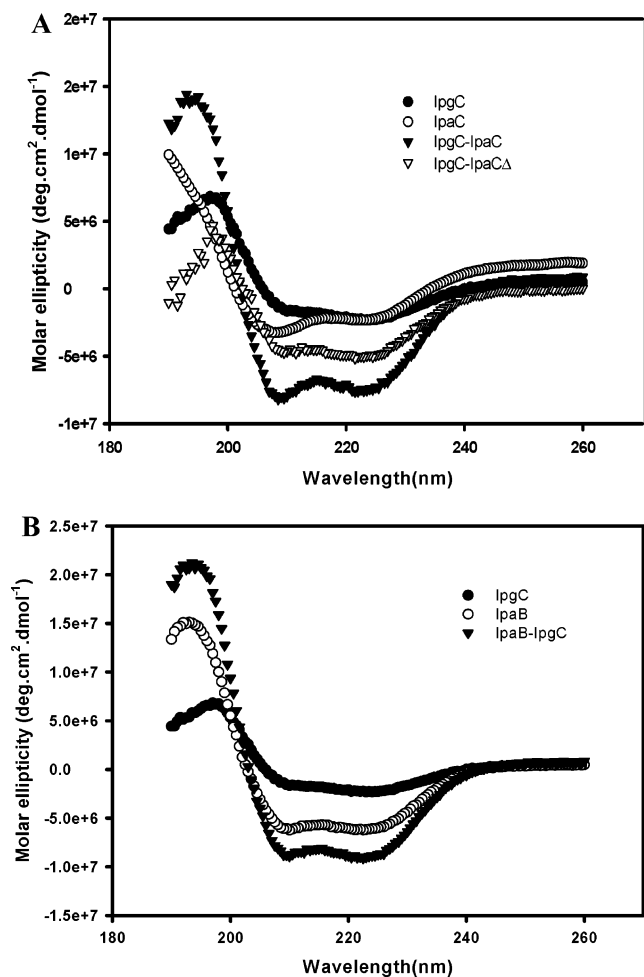 A
Molar ellipticity (deg.cm².dmol⁻¹)
2e+7
2e+7
1e+7
5e+6
0
-5e+6
-1e+7
IpgC
IpaC
IpgC-IpaC
IpgC-IpaCΔ
180
200
220
240
260
Wavelength(nm)
B
Molar ellipticity (deg.cm².dmol⁻¹)
2.5e+7
2.0e+7
1.5e+7
1.0e+7
5.0e+6
0.0
-5.0e+6
-1.0e+7
-1.5e+7
IpgC
IpaB
IpaB-IpgC
180
200
220
240
260
Wavelength(nm)